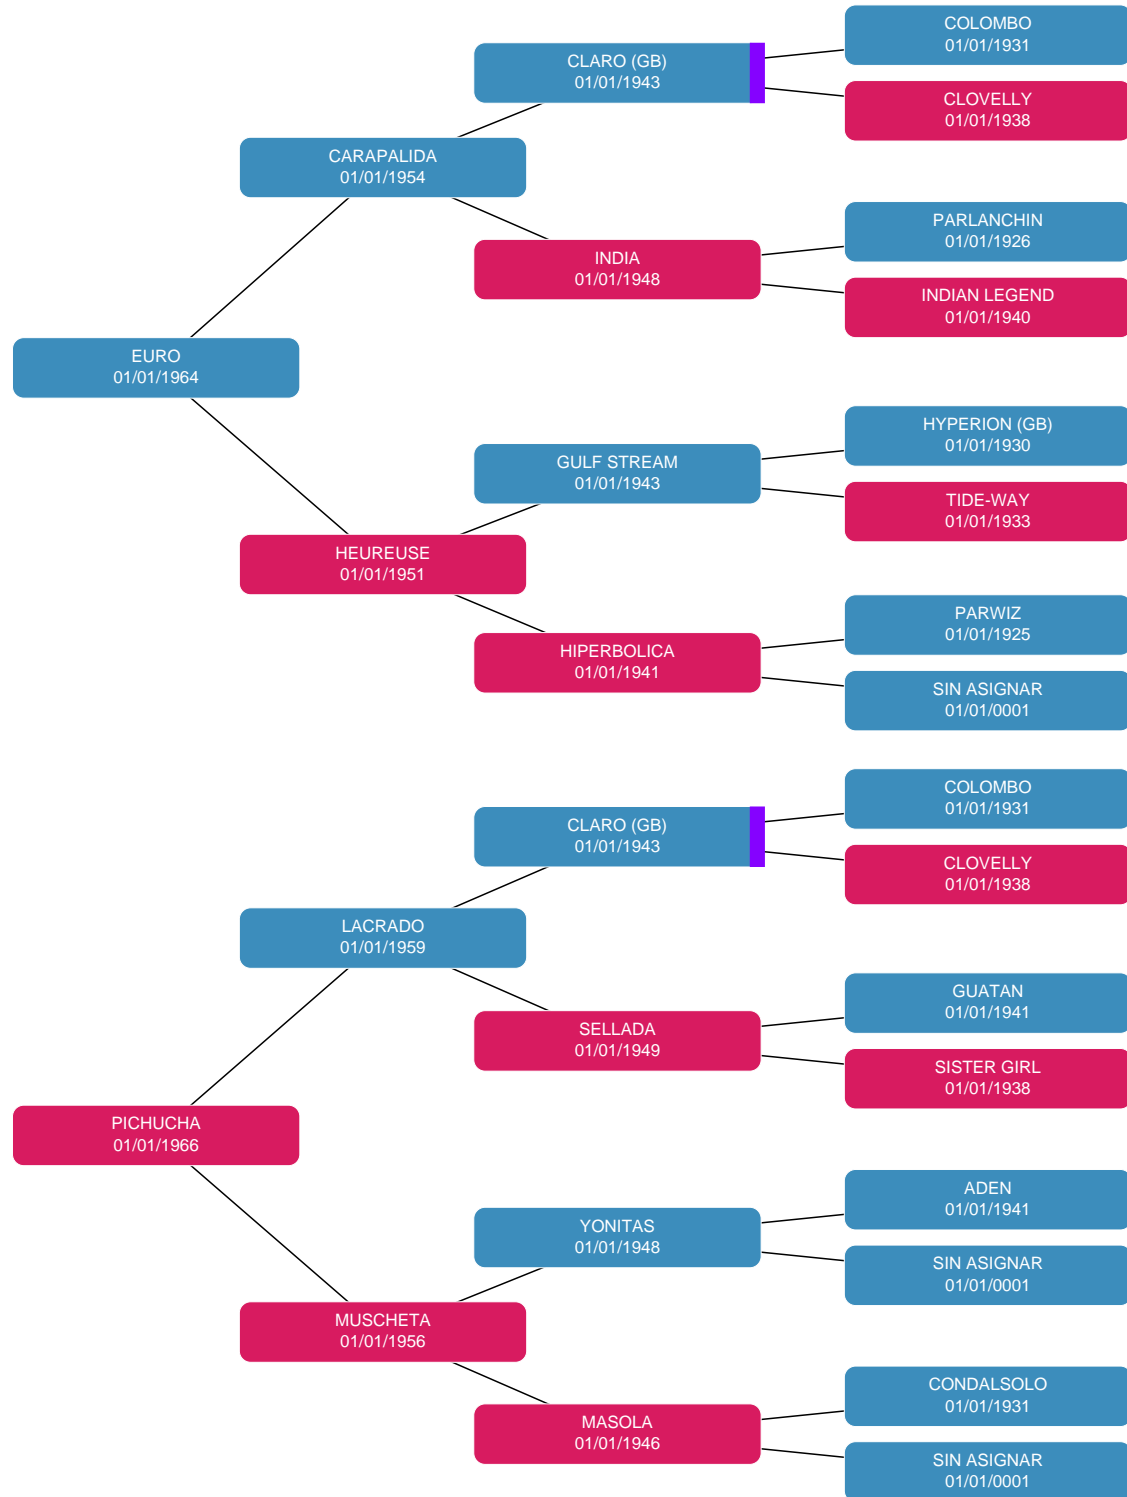 COLOMBO
01/01/1931
CLARO (GB)
01/01/1943
CLOVELLY
01/01/1938
CARAPALIDA
01/01/1954
PARLANCHIN
01/01/1926
INDIA
01/01/1948
INDIAN LEGEND
01/01/1940
EURO
01/01/1964
HYPERION (GB)
01/01/1930
GULF STREAM
01/01/1943
TIDE-WAY
01/01/1933
HEUREUSE
01/01/1951
PARWIZ
01/01/1925
HIPERBOLICA
01/01/1941
SIN ASIGNAR
01/01/0001
COLOMBO
01/01/1931
CLARO (GB)
01/01/1943
CLOVELLY
01/01/1938
LACRADO
01/01/1959
GUATAN
01/01/1941
SELLADA
01/01/1949
SISTER GIRL
01/01/1938
PICHUCHA
01/01/1966
ADEN
01/01/1941
YONITAS
01/01/1948
SIN ASIGNAR
01/01/0001
MUSCHETA
01/01/1956
CONDALSOLO
01/01/1931
MASOLA
01/01/1946
SIN ASIGNAR
01/01/0001